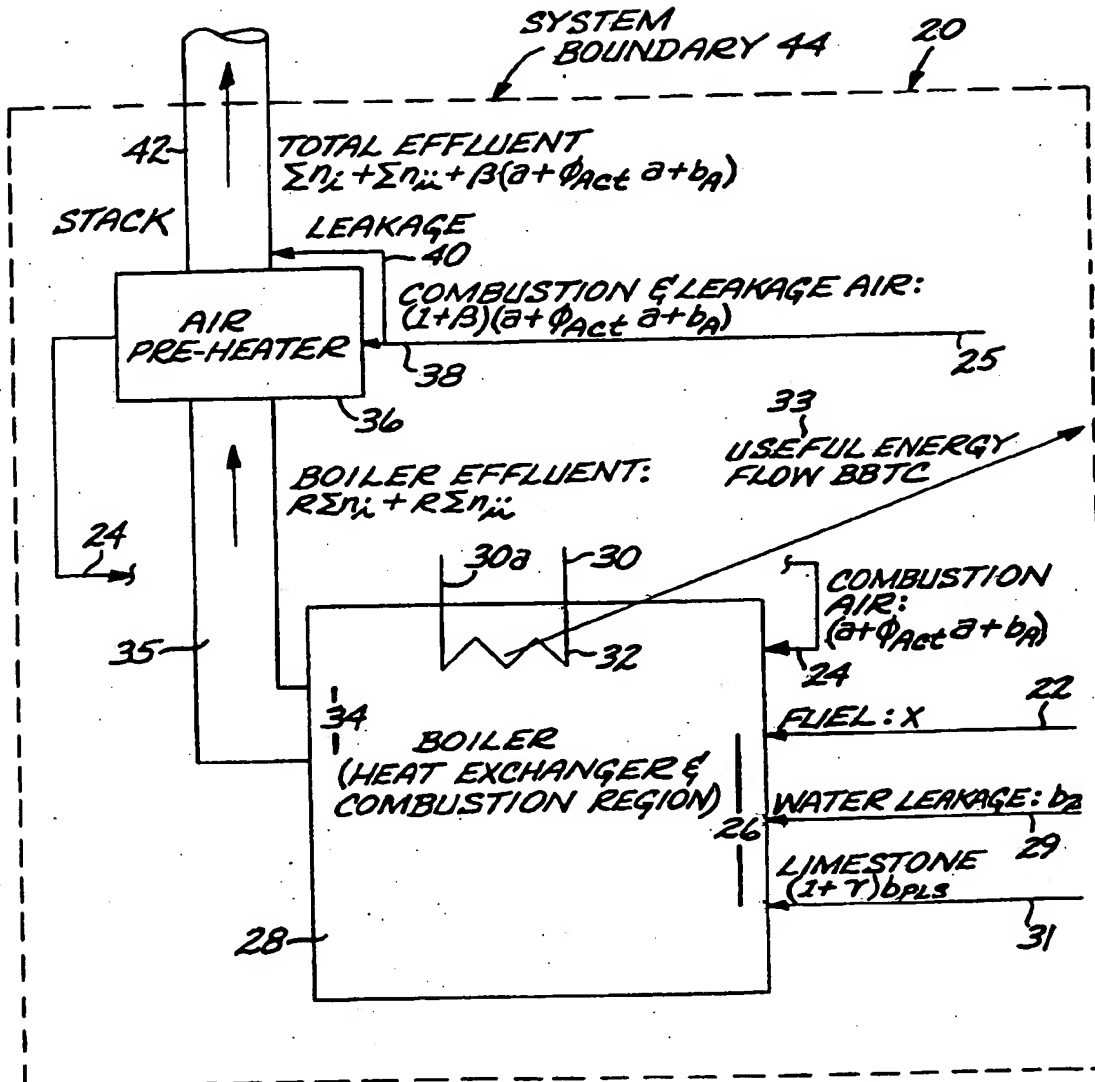 SYSTEM
BOUNDARY 44
20
42
TOTAL EFFLUENT
Σnᵢ + Σnᵢᵢ + β(a+φAct a+bA)
STACK
LEAKAGE
40
COMBUSTION & LEAKAGE AIR:
(1+β)(a+φAct a+bA)
AIR
PRE-HEATER
38
25
36
33
USEFUL ENERGY
FLOW BBTC
BOILER EFFLUENT:
RΣnᵢ + RΣnᵢᵢ
24
30a
30
COMBUSTION
AIR:
(a+φAct a+bA)
35
32
24
22
34
FUEL: X
BOILER
(HEAT EXCHANGER &
COMBUSTION REGION)
WATER LEAKAGE: bZ
26
29
LIMESTONE
(1+γ)bPLS
28
31